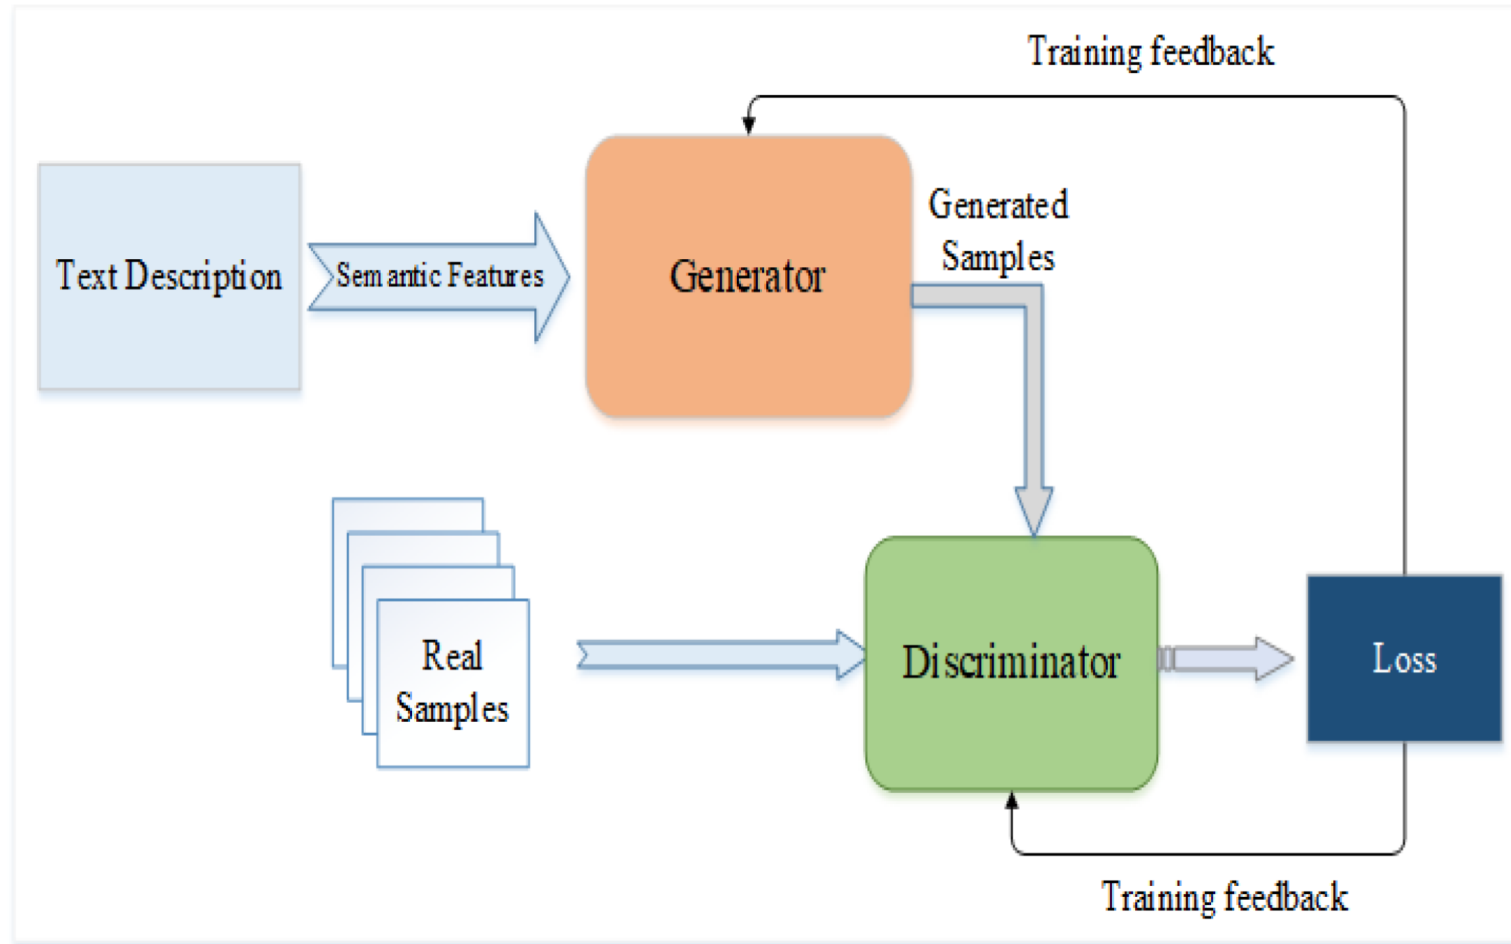 Training feedback
Generated
Samples
Text Description
Semantic Features
Generator
Real
Samples
Discriminator
Loss
Training feedback